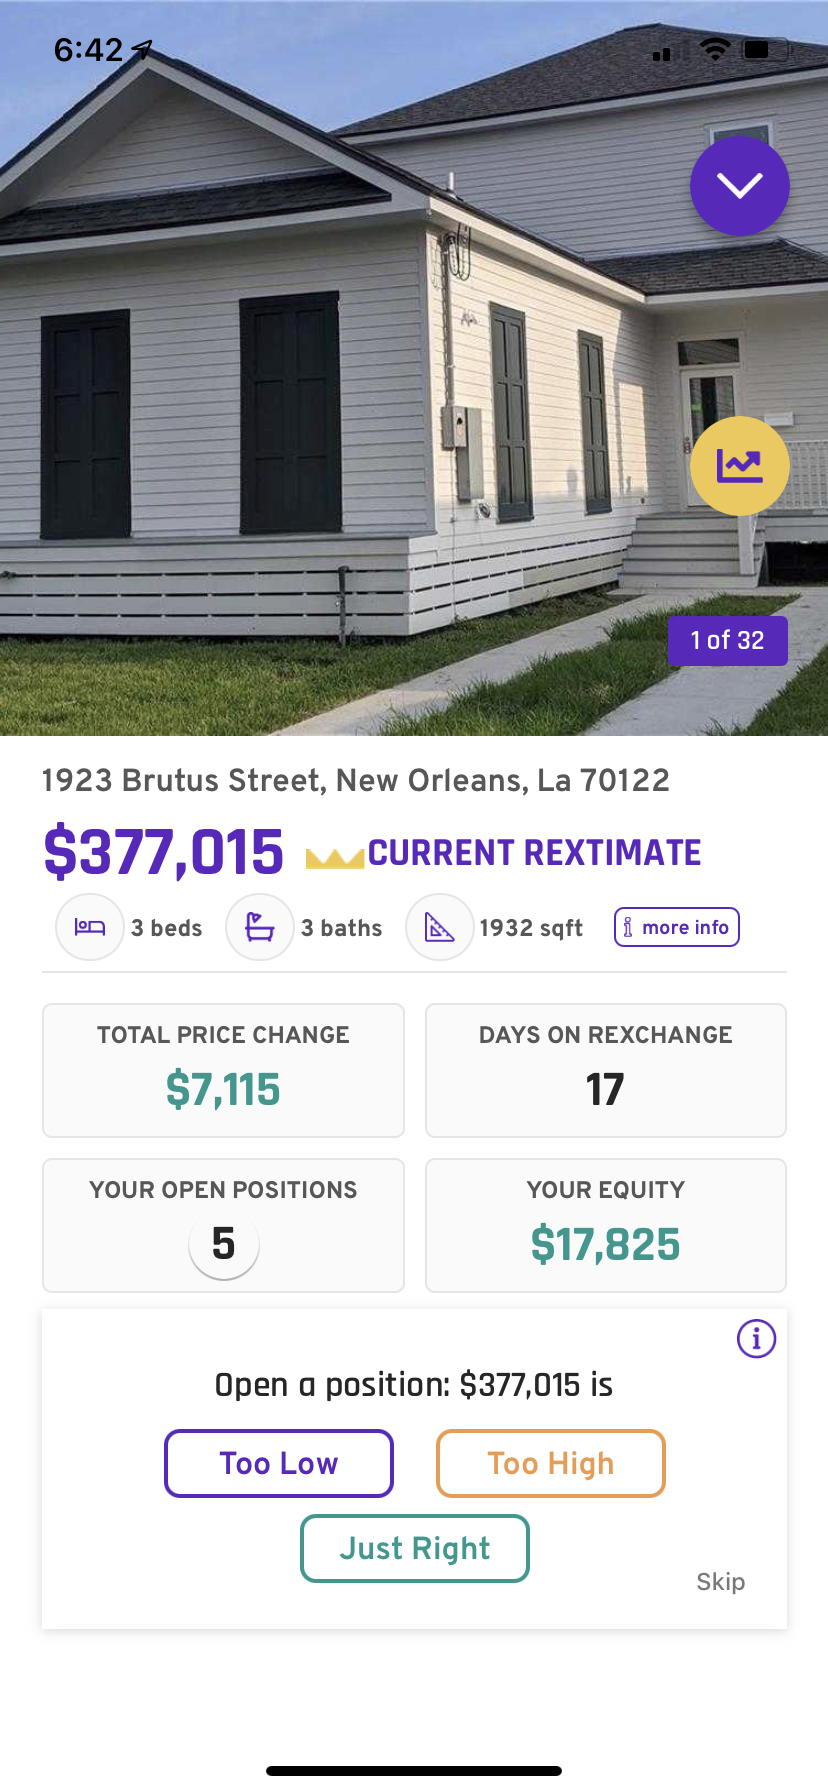 6:42
1 of 32
1923 Brutus Street, New Orleans, La 70122
$377,015 CURRENT REXTIMATE
3 beds 3 baths 1932 sqft more info
TOTAL PRICE CHANGE
$7,115
DAYS ON REXCHANGE
17
YOUR OPEN POSITIONS
5
YOUR EQUITY
$17,825
Open a position: $377,015 is
Too Low
Too High
Just Right
Skip